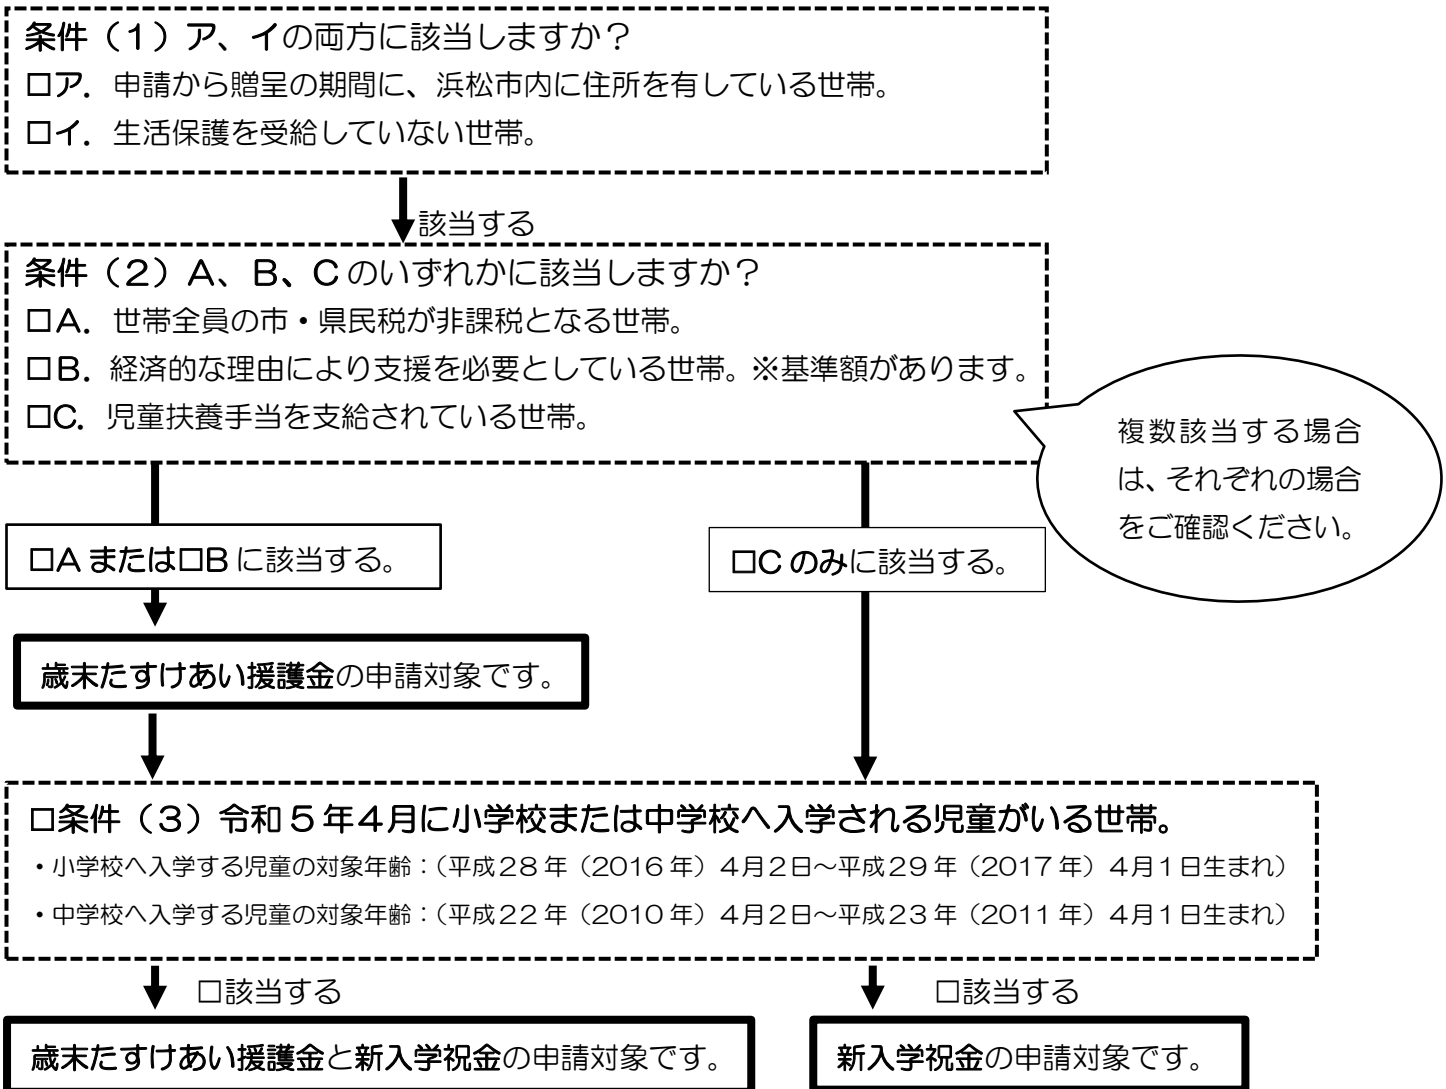 条件（1）ア、イの両方に該当しますか？
□ア．申請から贈呈の期間に、浜松市内に住所を有している世帯。
□イ．生活保護を受給していない世帯。
該当する
条件（2）A、B、Cのいずれかに該当しますか？
□A．世帯全員の市・県民税が非課税となる世帯。
□B．経済的な理由により支援を必要としている世帯。※基準額があります。
□C．児童扶養手当を支給されている世帯。
複数該当する場合
は、それぞれの場合
をご確認ください。
□Aまたは□Bに該当する。
□Cのみに該当する。
歳末たすけあい援護金の申請対象です。
□条件（3）令和5年4月に小学校または中学校へ入学される児童がいる世帯。
・小学校へ入学する児童の対象年齢：（平成28年（2016年）4月2日～平成29年（2017年）4月1日生まれ）
・中学校へ入学する児童の対象年齢：（平成22年（2010年）4月2日～平成23年（2011年）4月1日生まれ）
□該当する
□該当する
歳末たすけあい援護金と新入学祝金の申請対象です。
新入学祝金の申請対象です。